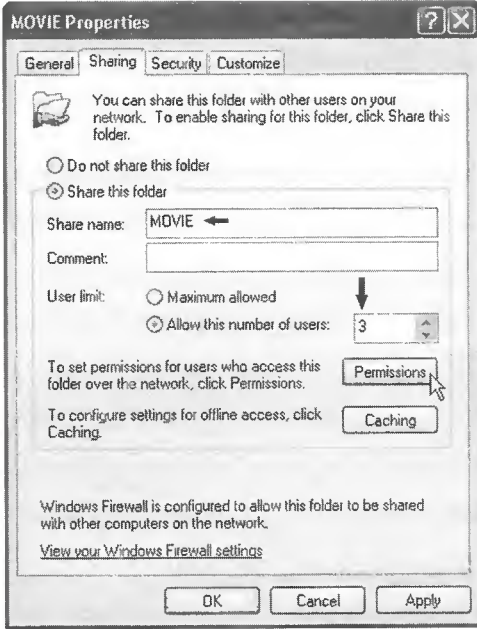 MOVIE Properties
General Sharing Security Customize
You can share this folder with other users on your
network. To enable sharing for this folder, click Share this
folder.
Do not share this folder
Share this folder
Share name: MOVIE
Comment:
User limit: Maximum allowed
Allow this number of users: 3
To set permissions for users who access this
folder over the network, click Permissions.
Permissions
To configure settings for offline access, click
Caching.
Caching
Windows Firewall is configured to allow this folder to be shared
with other computers on the network.
View your Windows Firewall settings
OK Cancel Apply